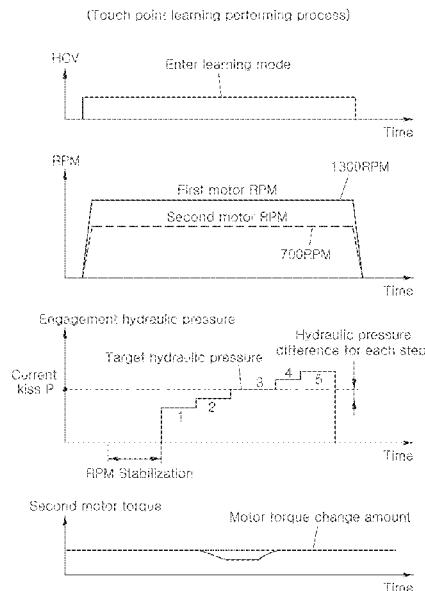 (Touch point learning performing process)
HCV
Enter learning mode
Time
RPM
1300RPM
First motor RPM
Second motor RPM
700RPM
Time
Engagement hydraulic pressure
Hydraulic pressure
difference for each step
Target hydraulic pressure
Current
kiss P
1
2
3
4
5
Time
RPM Stabilization
Second motor torque
Motor torque change amount
Time